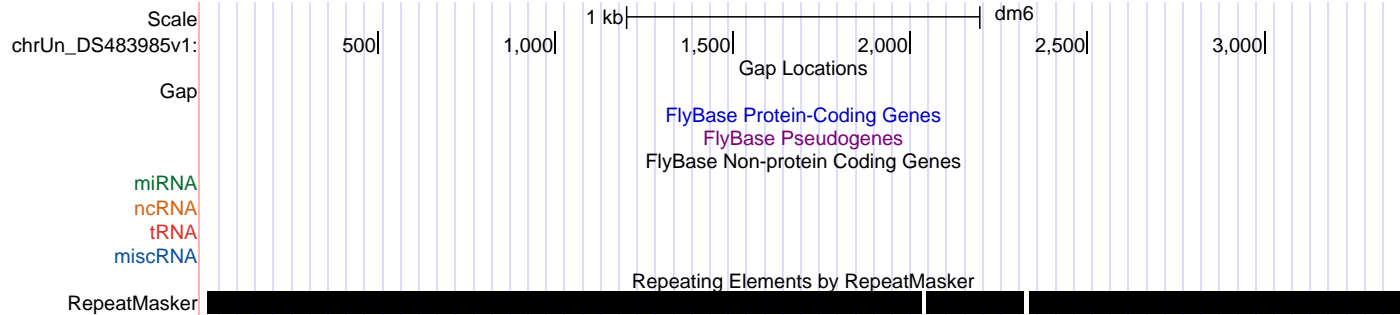 Scale 1 kb dm6
chrUn_DS483985v1: 500 1,000 1,500 2,000 2,500 3,000
Gap Locations
Gap
FlyBase Protein-Coding Genes
FlyBase Pseudogenes
FlyBase Non-protein Coding Genes
miRNA
ncRNA
tRNA
miscRNA
Repeating Elements by RepeatMasker
RepeatMasker